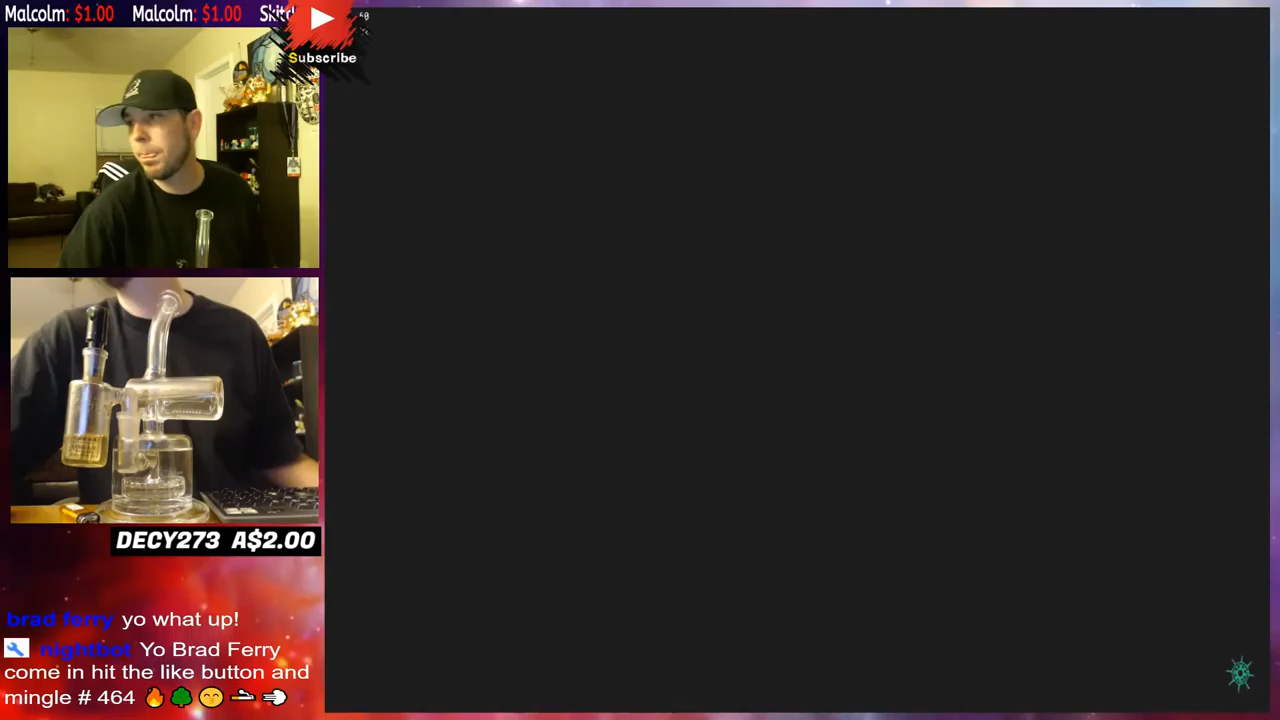 Malcolm: $1.00 Malcolm: $1.00
Subscribe
DECY273 A$2.00
brad ferry yo what up!
nightbot Yo Brad Ferry
come in hit the like button and
mingle # 464 🔥🌳😙🚬👋